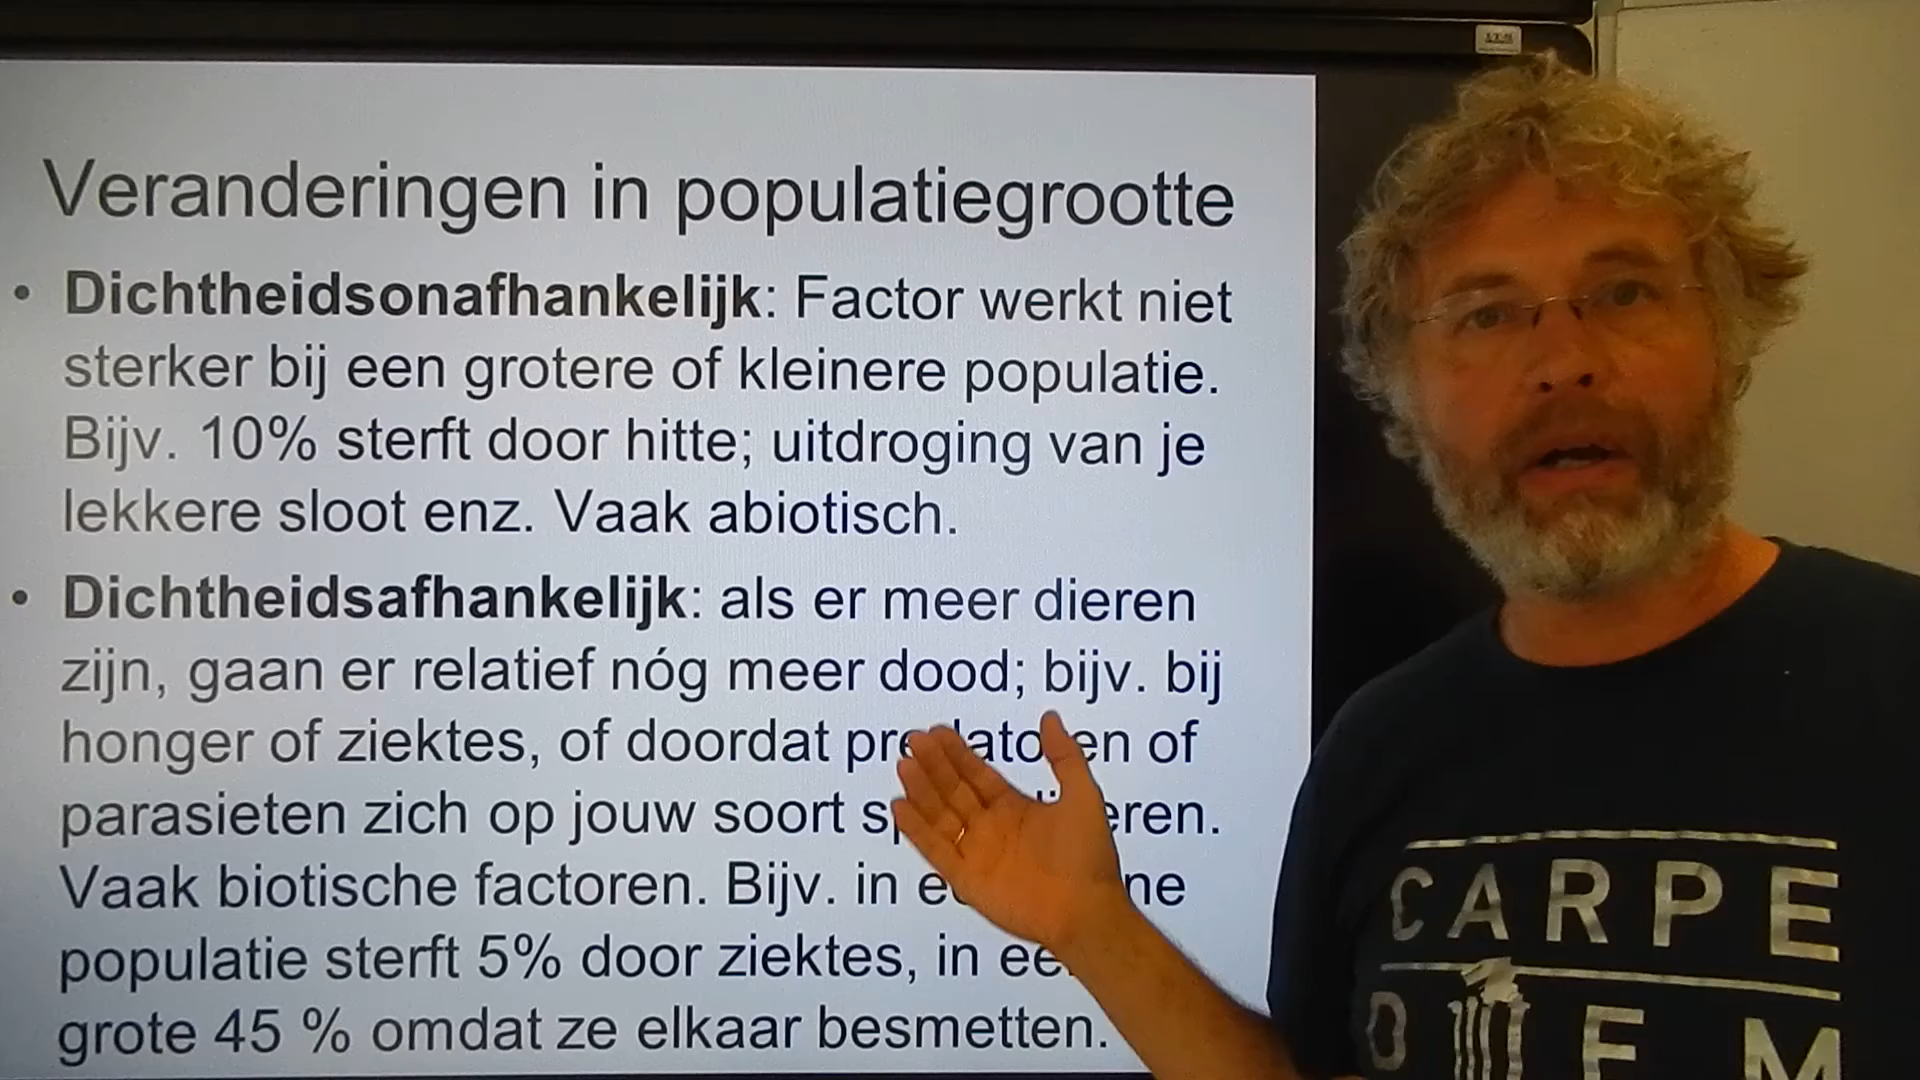 Veranderingen in populatiegrootte
• Dichtheidsonafhankelijk: Factor werkt niet
sterker bij een grotere of kleinere populatie.
Bijv. 10% sterft door hitte; uitdroging van je
lekkere sloot enz. Vaak abiotisch.
• Dichtheidsafhankelijk: als er meer dieren
zijn, gaan er relatief nóg meer dood; bijv. bij
honger of ziektes, of doordat predatoren of
parasieten zich op jouw soort
Vaak biotische factoren. Bijv. in
populatie sterft 5% door ziektes, in
grote 45 % omdat ze elkaar besmetten.
CARPE
DIEM